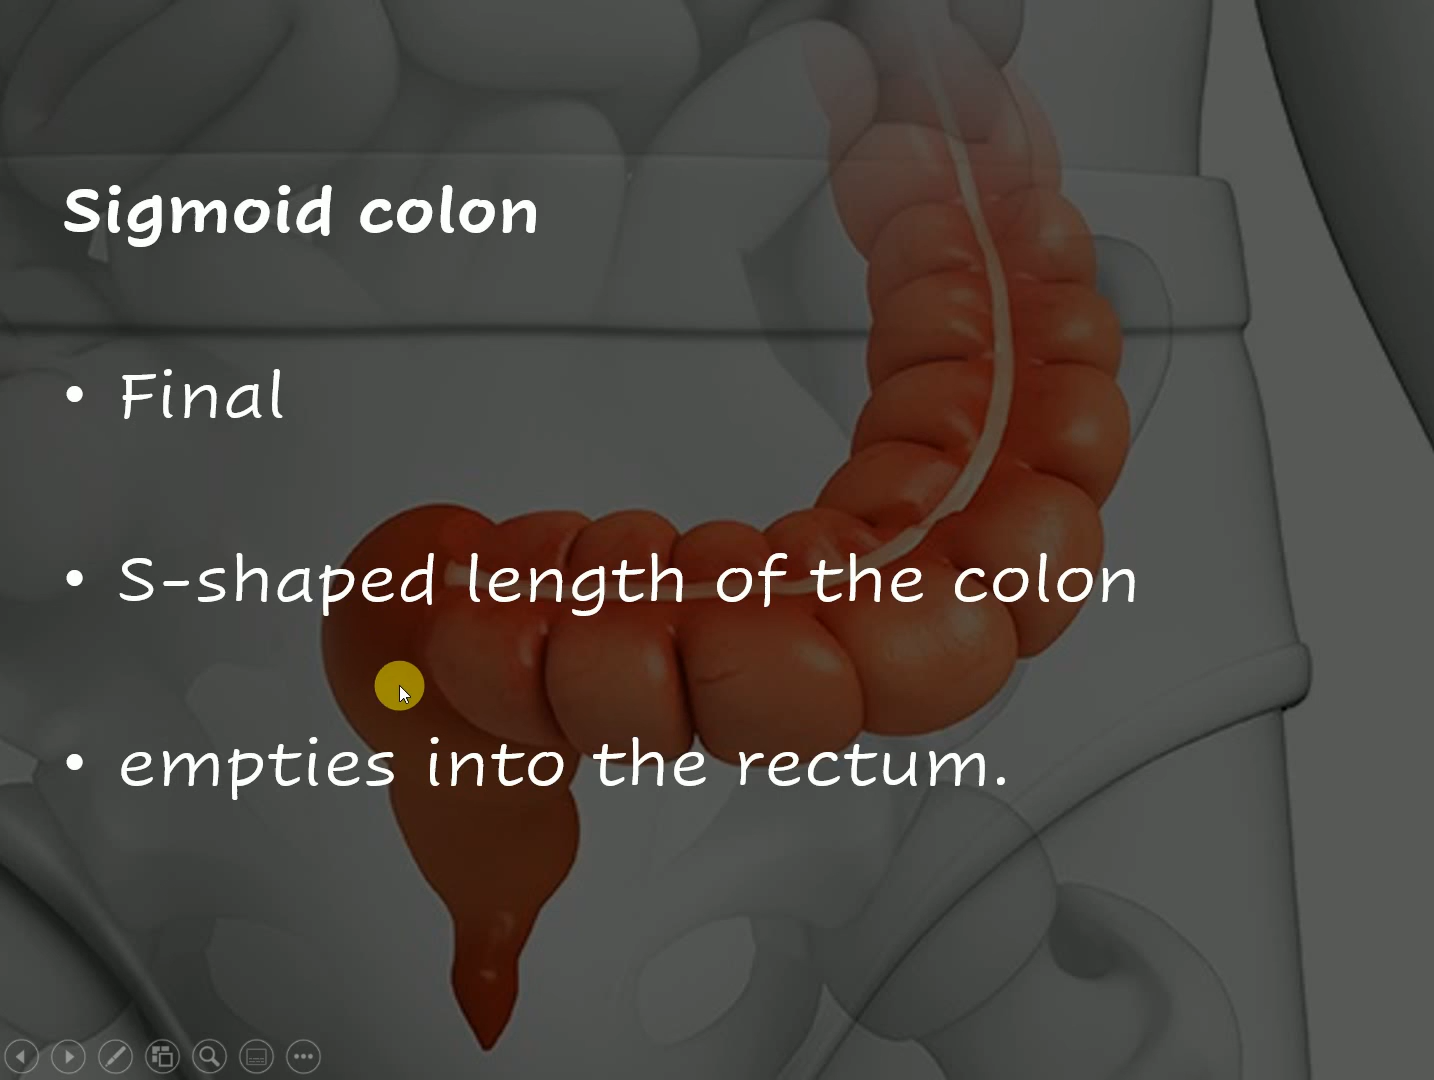 Sigmoid colon
• Final
• S-shaped length of the colon
• empties into the rectum.